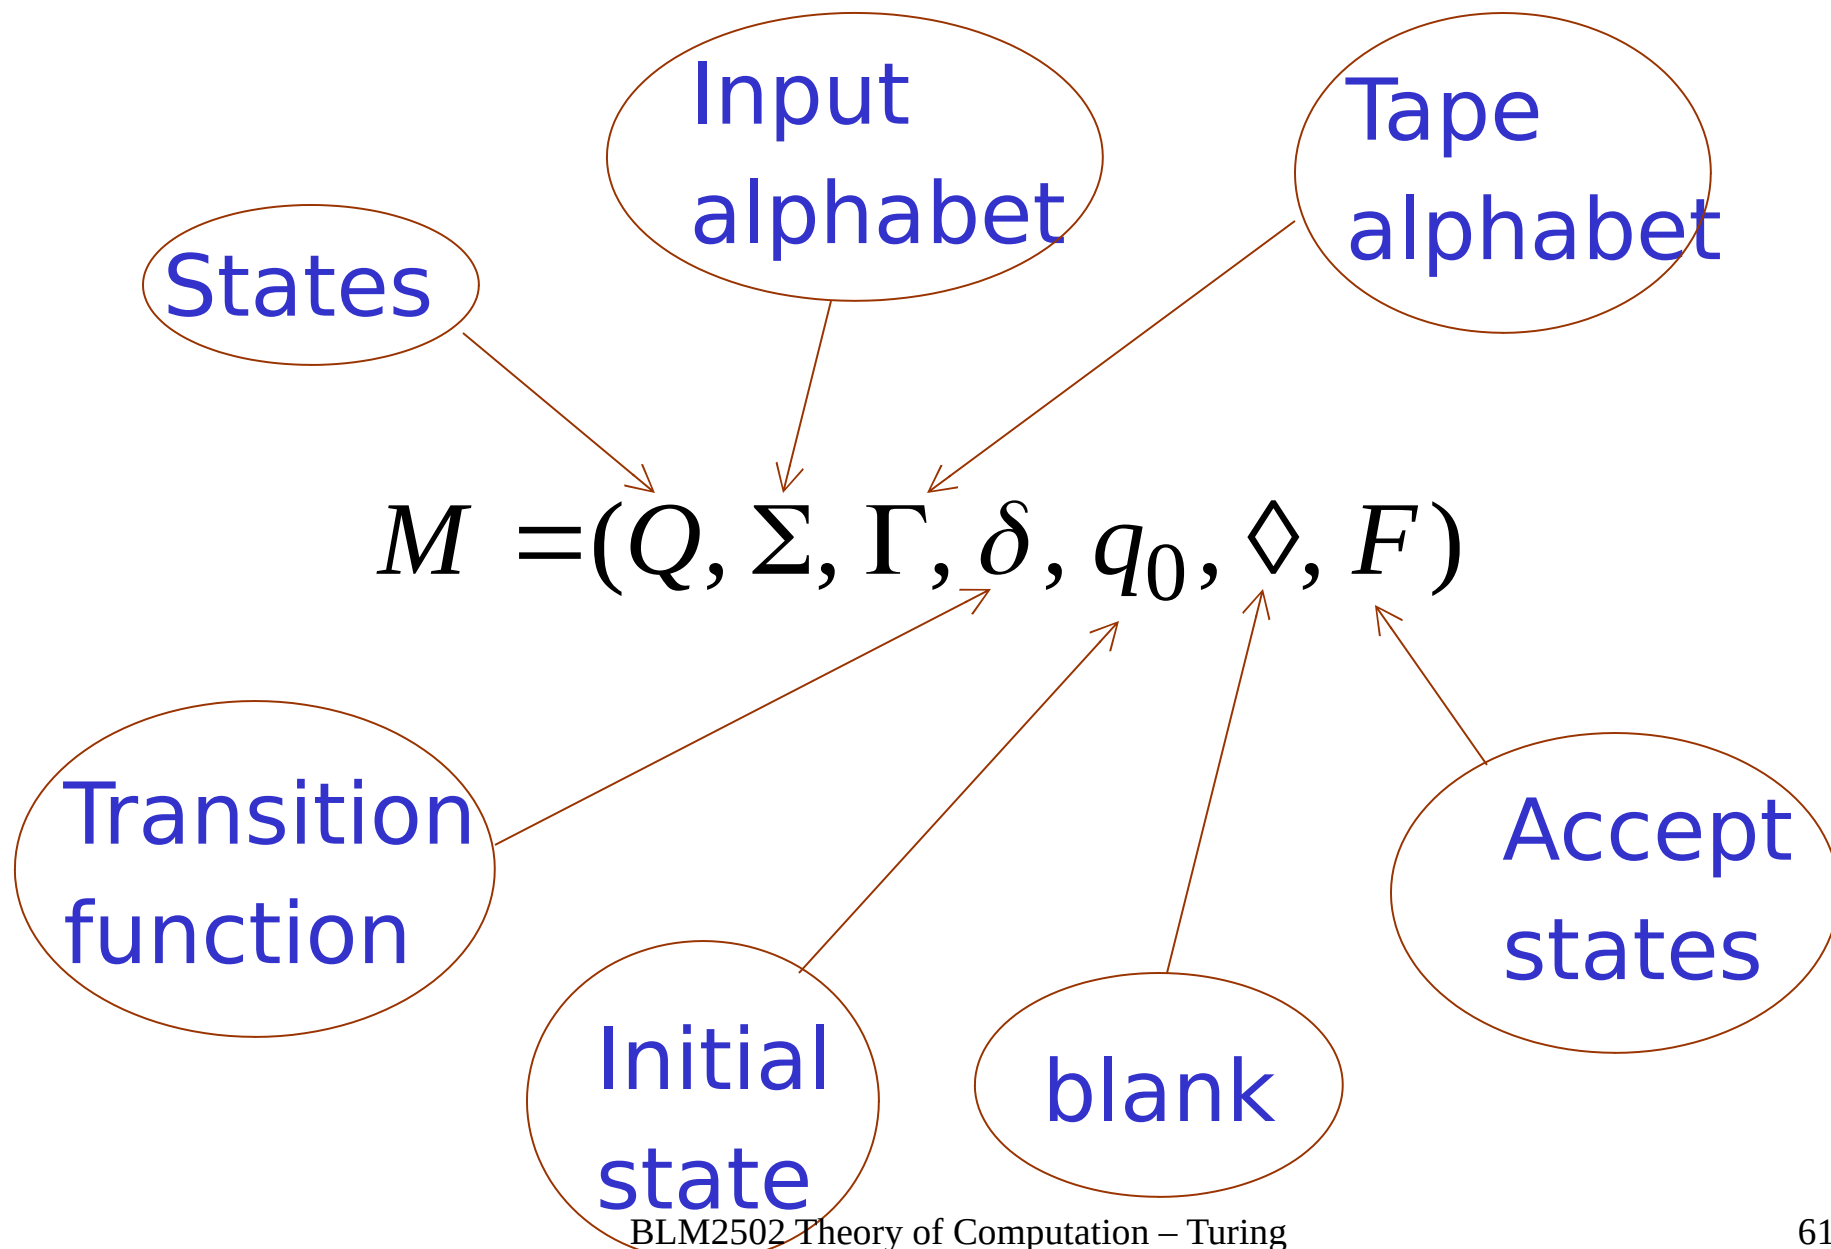 Input
alphabet
Tape
alphabet
States
M = (Q, Σ, Γ, δ, q₀, ◊, F)
Transition
function
Accept
states
Initial
state
blank
BLM2502 Theory of Computation – Turing
61